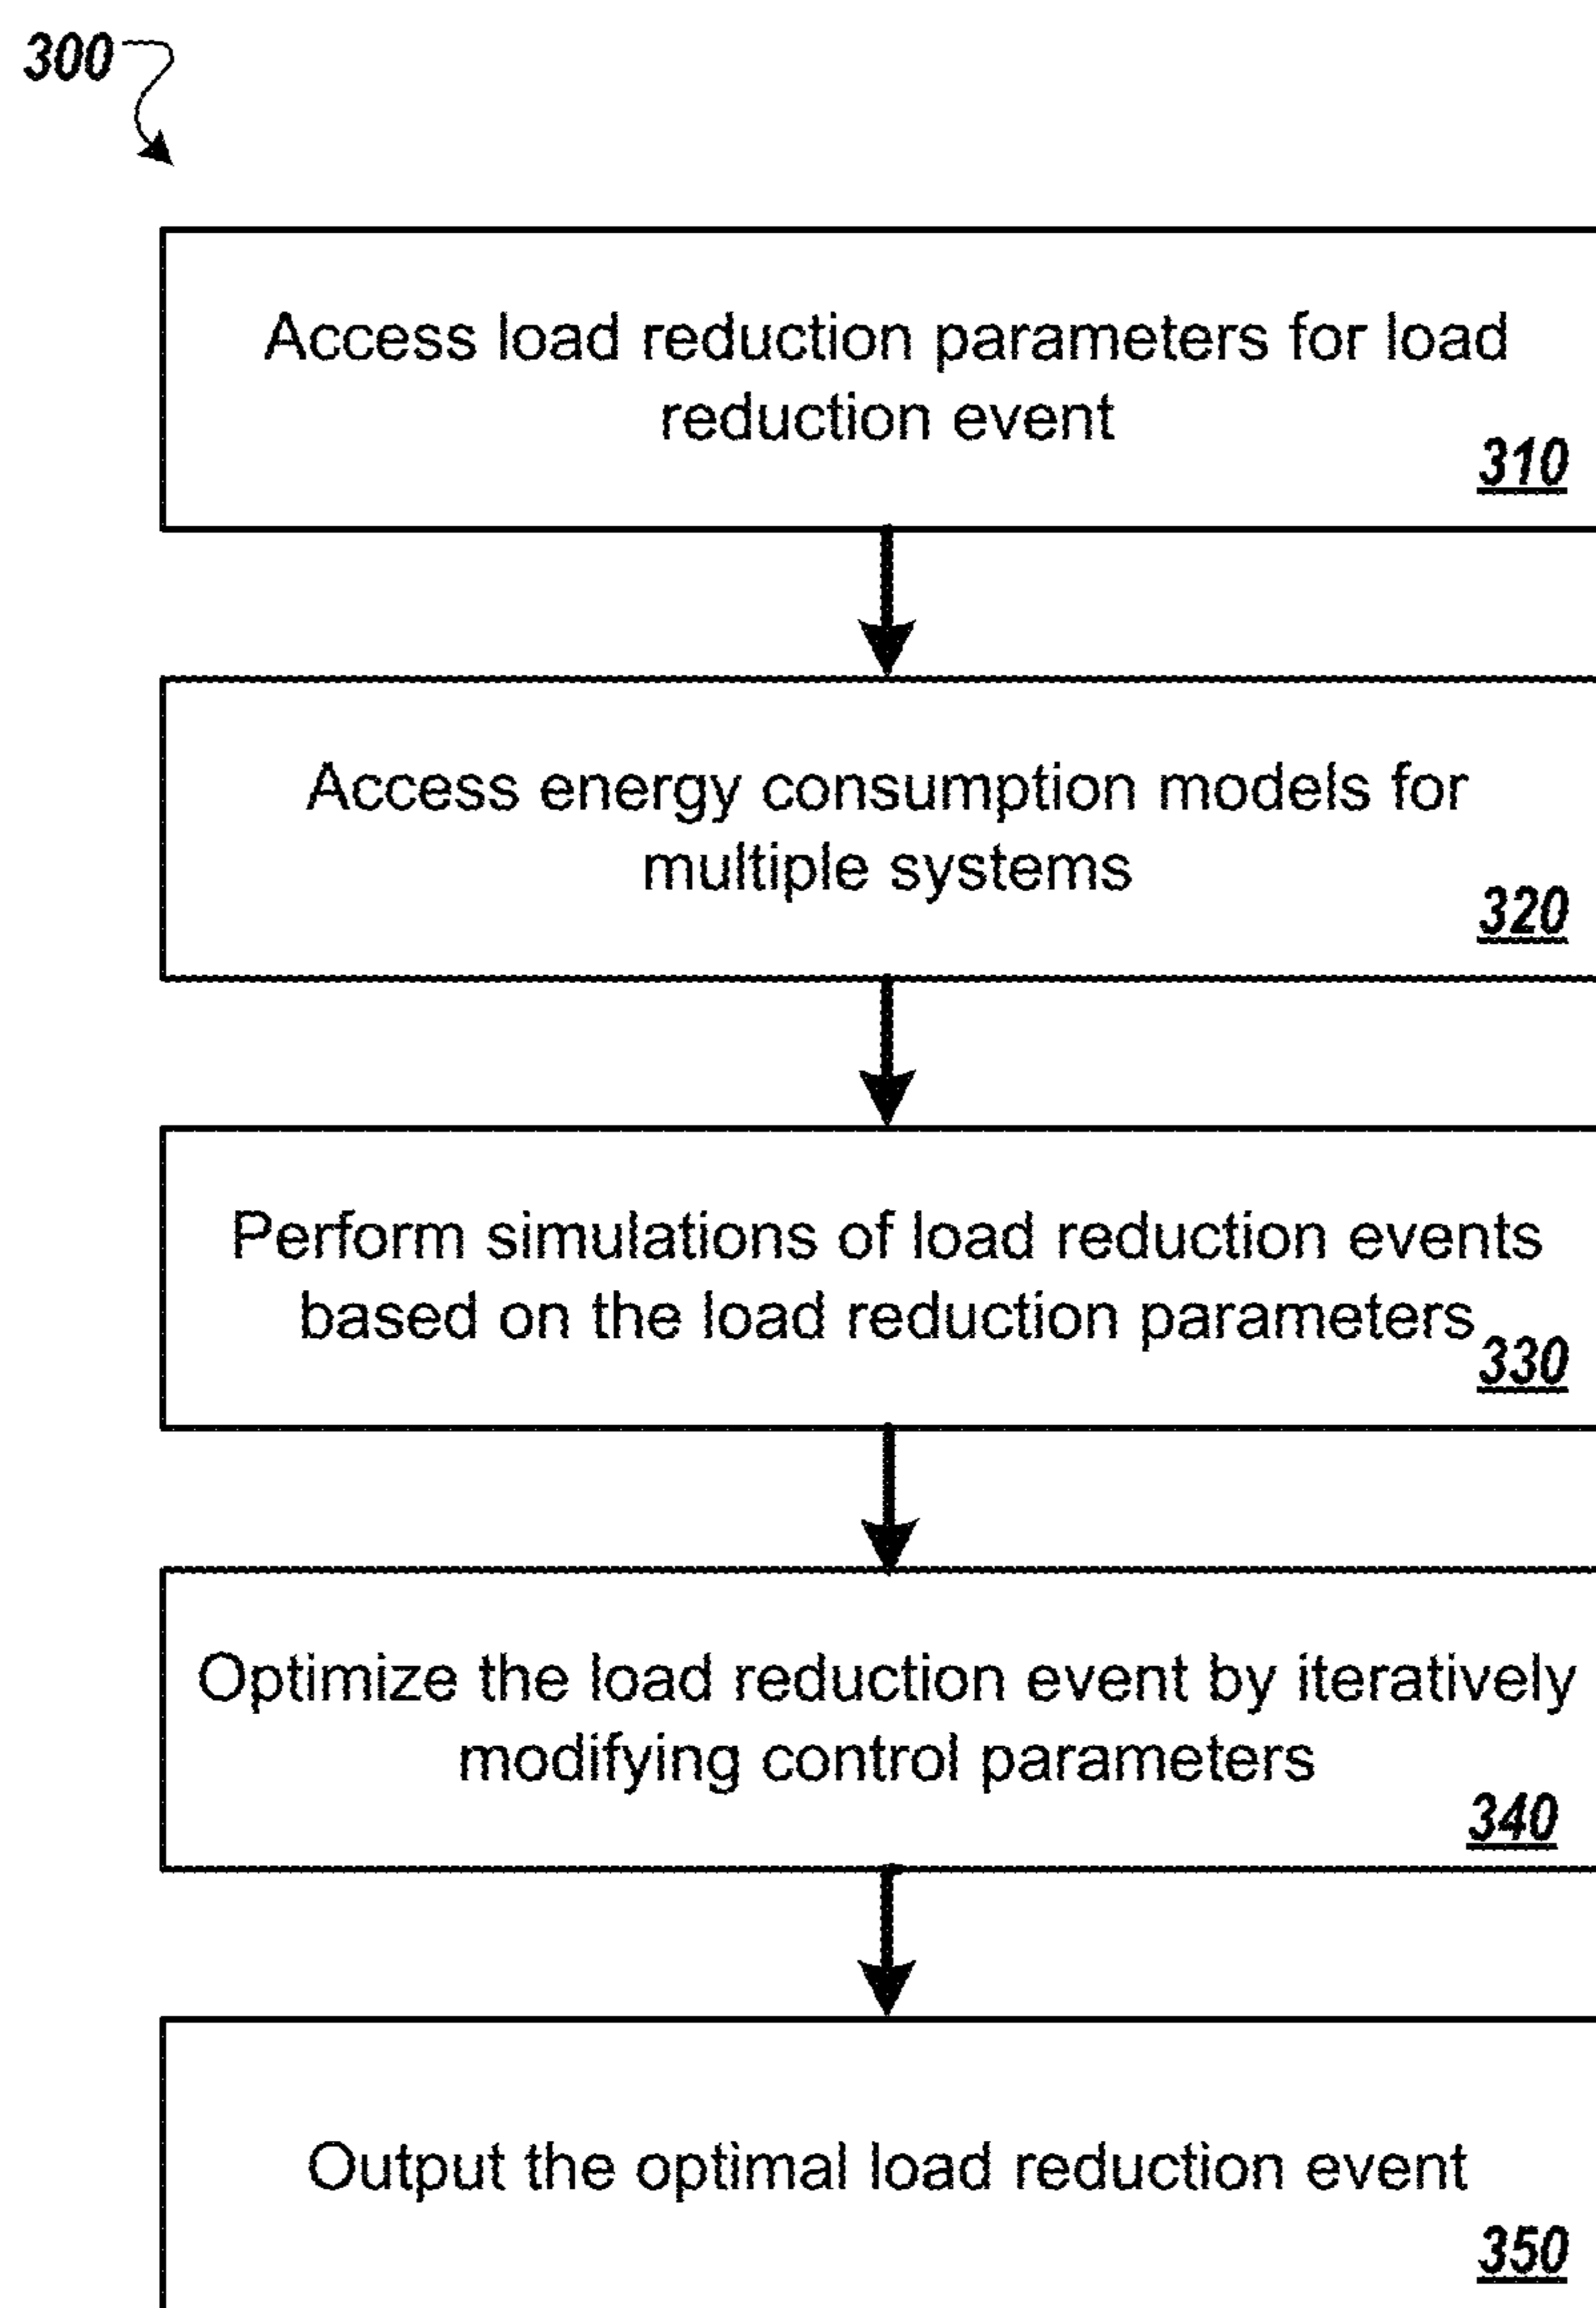 300
Access load reduction parameters for load
reduction event
310
Access energy consumption models for
multiple systems
320
Perform simulations of load reduction events
based on the load reduction parameters
330
Optimize the load reduction event by iteratively
modifying control parameters
340
Output the optimal load reduction event
350